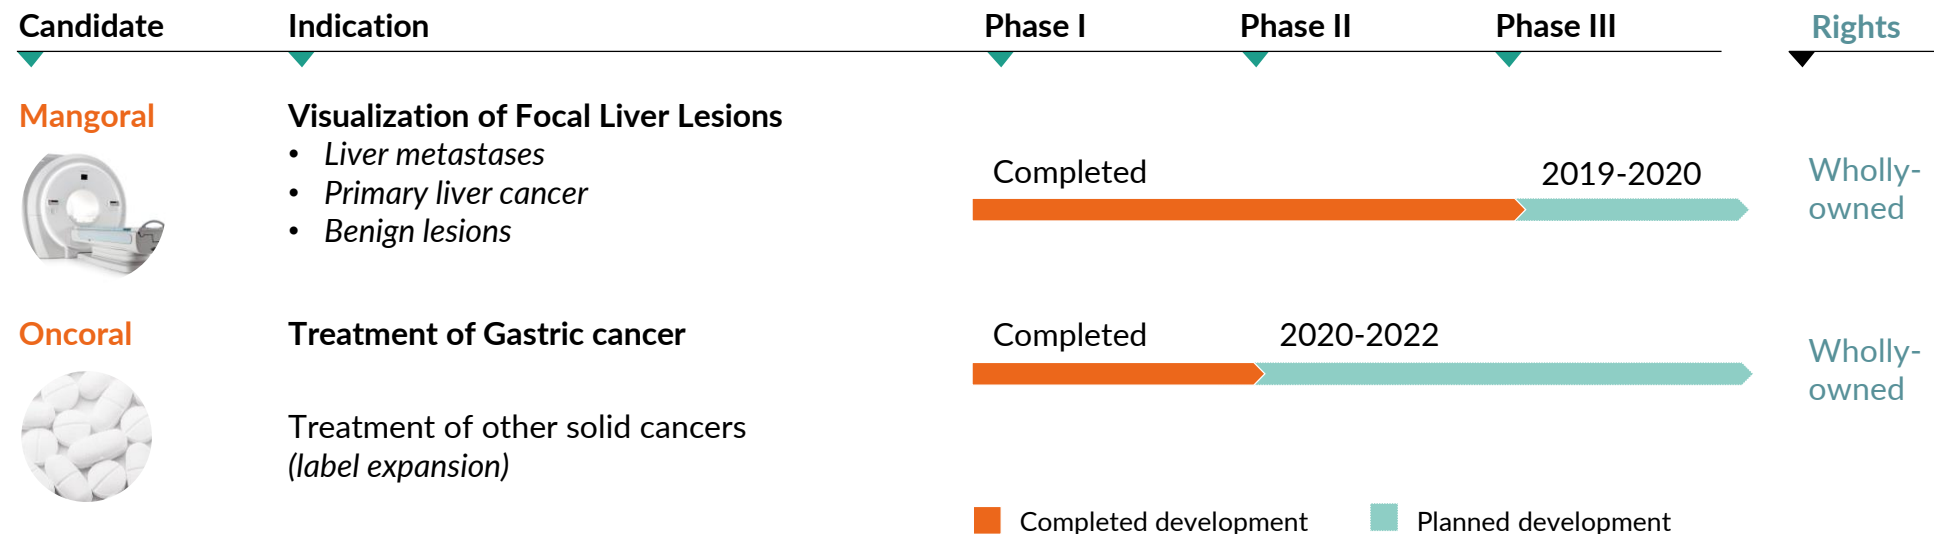 Candidate Indication Phase I Phase II Phase III Rights
Mangoral Visualization of Focal Liver Lesions
• Liver metastases
• Primary liver cancer
• Benign lesions
Completed 2019-2020
Wholly-
owned
Oncoral Treatment of Gastric cancer Completed 2020-2022
Wholly-
owned
Treatment of other solid cancers
(label expansion)
Completed development Planned development